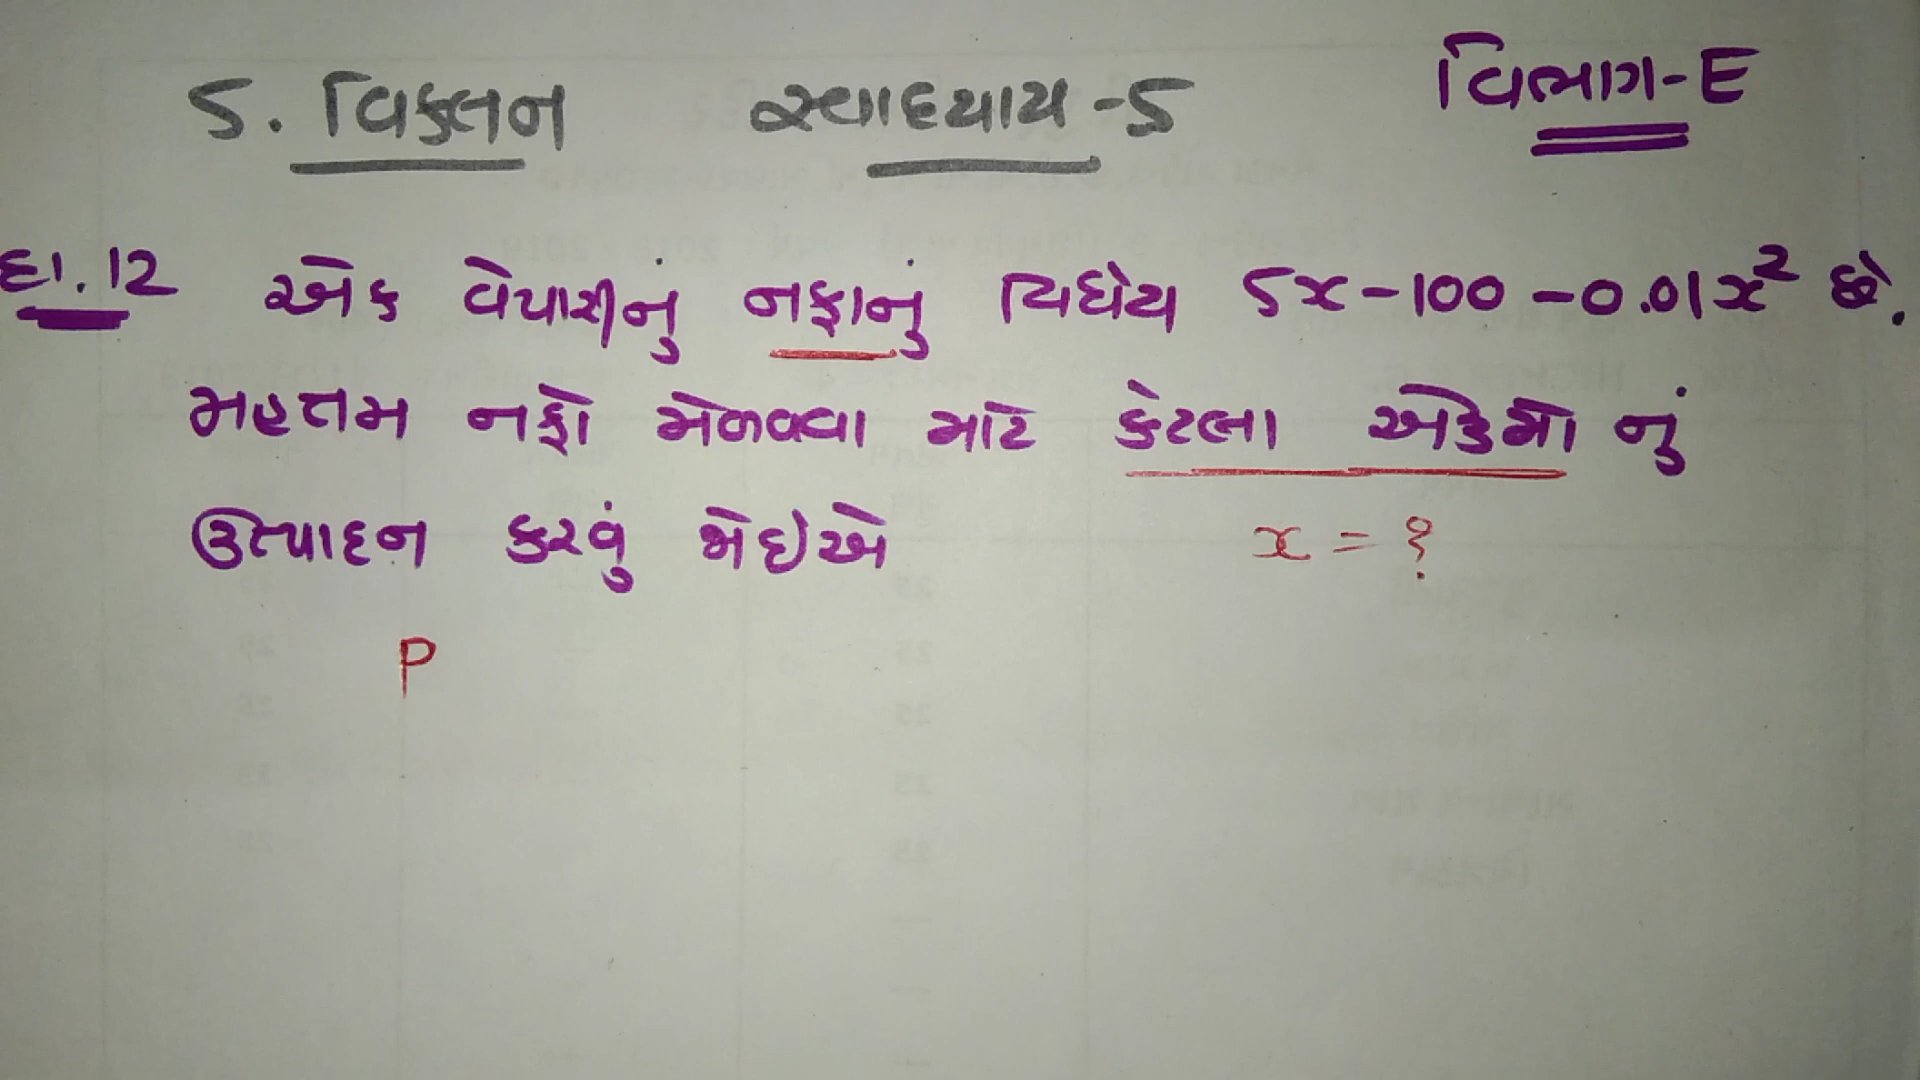 5. વિકલન સ્વાધ્યાય-5 વિભાગ-E
દા.12 એક વેપારીનું નફાનું વિધેય 5x-100-0.01x² છે.
મહત્તમ નફો મેળવવા માટે કેટલા એકમો નું
ઉત્પાદન કરવું જોઇએ x = ?
P